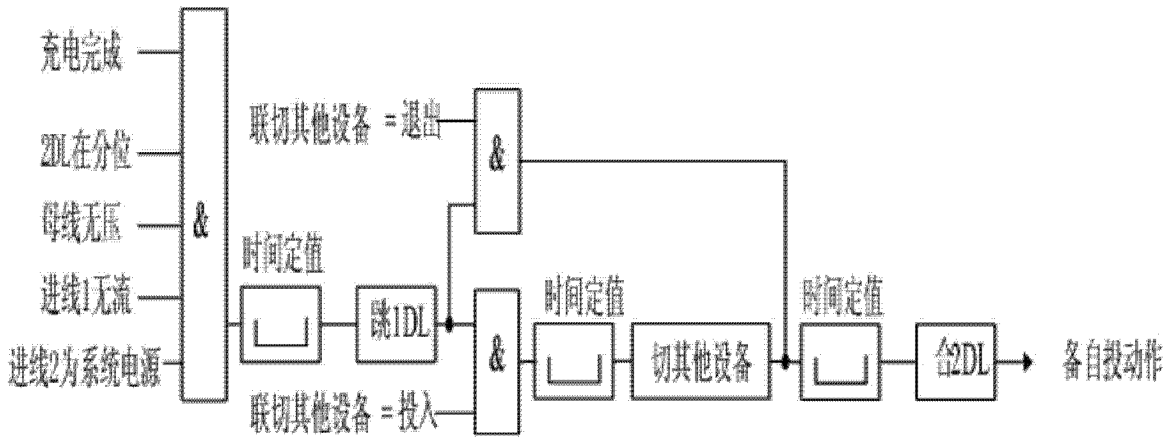 充电完成
2DL在分位
母线无压
进线1无流
进线2为系统电源
&
时间定值
跳1DL
联切其他设备 = 退出
&
&
联切其他设备 = 投入
时间定值
切其他设备
时间定值
合2DL
备自投动作